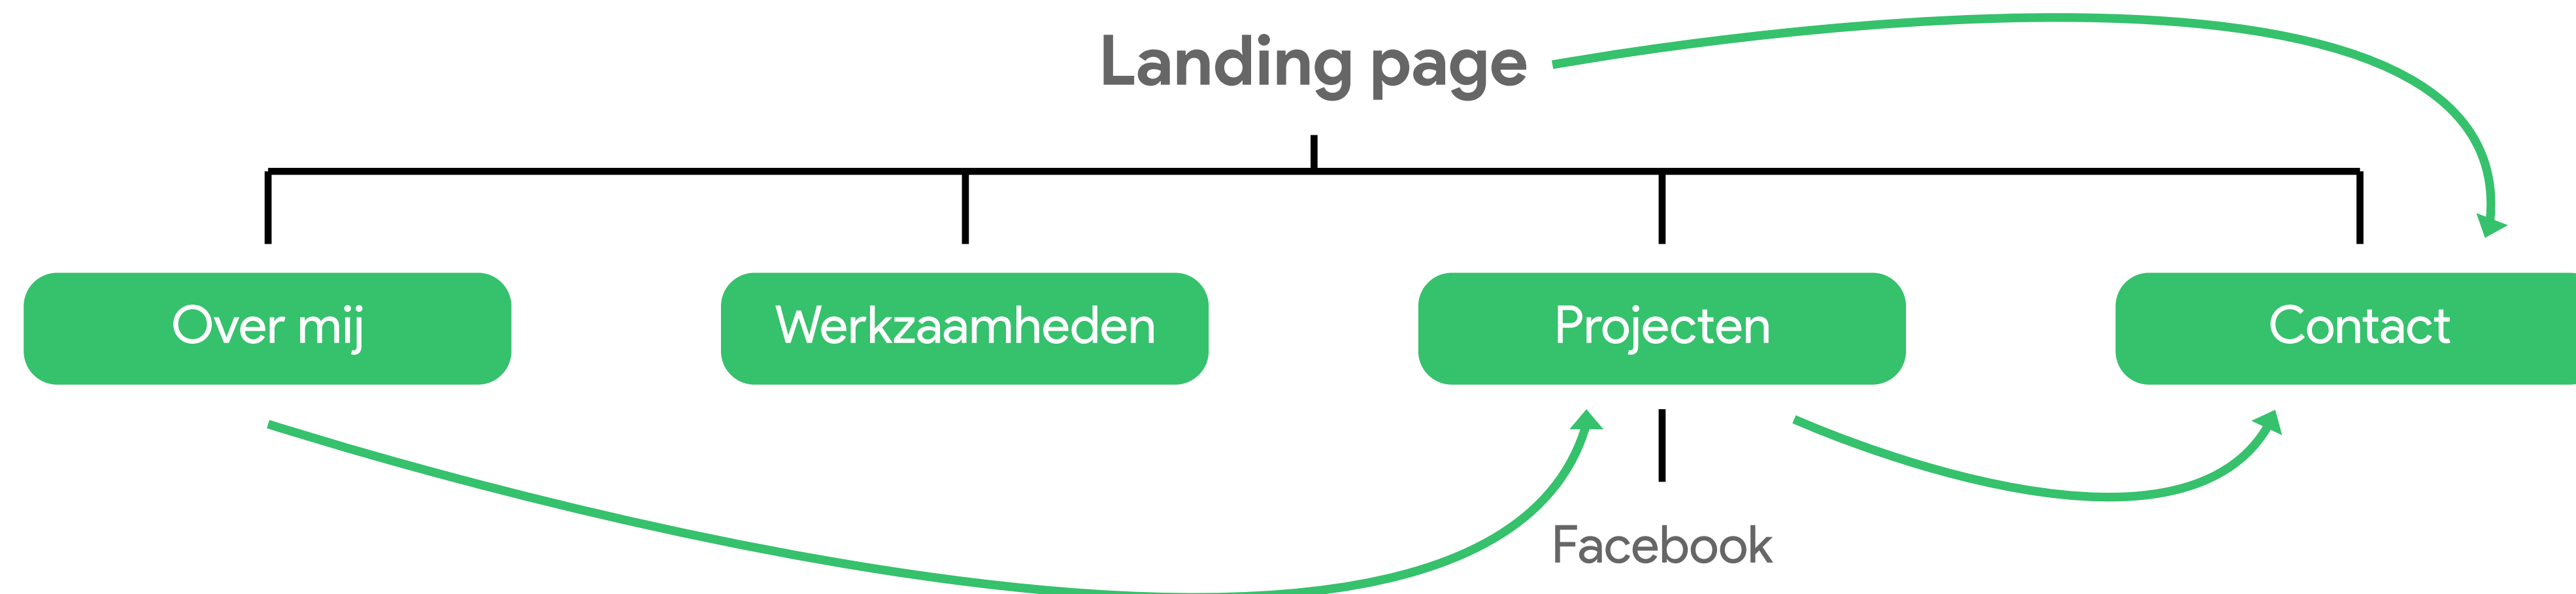 Landing page
Over mij
Werkzaamheden
Projecten
Contact
Facebook